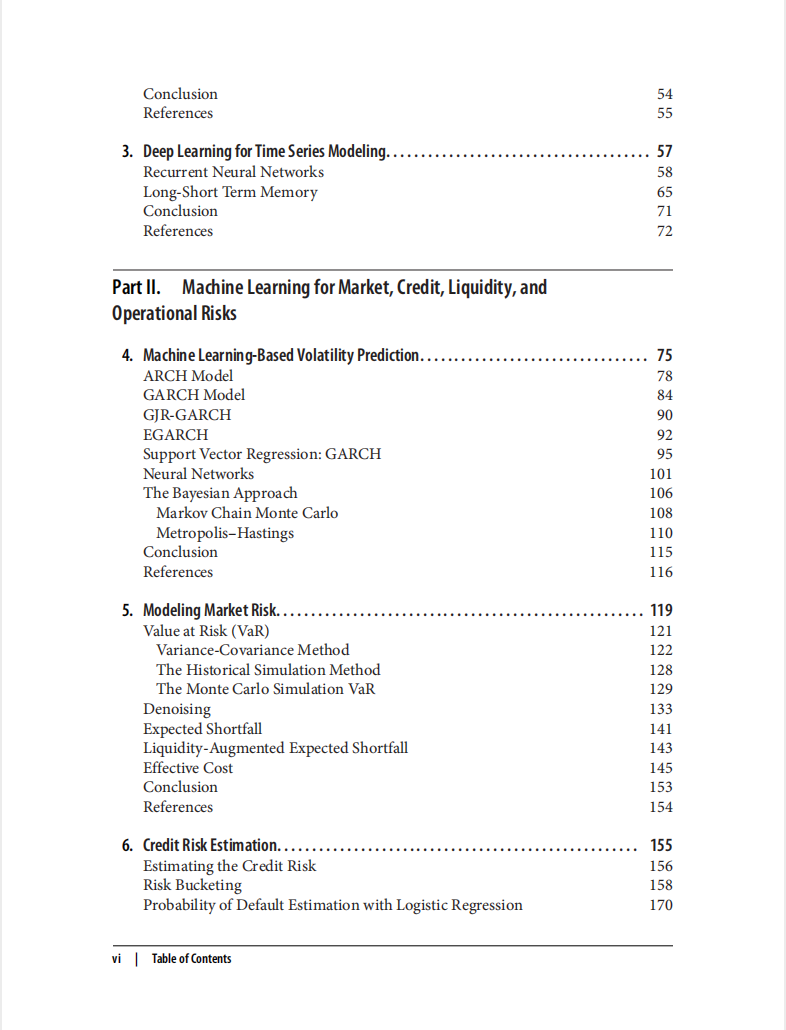 Conclusion 54
References 55
3. Deep Learning for Time Series Modeling. . . . . . . . . . . . . . . . . . . . . . . . . . . . . . . . . . . . . . 57
Recurrent Neural Networks 58
Long-Short Term Memory 65
Conclusion 71
References 72
Part II. Machine Learning for Market, Credit, Liquidity, and
Operational Risks
4. Machine Learning-Based Volatility Prediction. . . . . . . . . . . . . . . . . . . . . . . . . . . . . . . . . 75
ARCH Model 78
GARCH Model 84
GJR-GARCH 90
EGARCH 92
Support Vector Regression: GARCH 95
Neural Networks 101
The Bayesian Approach 106
Markov Chain Monte Carlo 108
Metropolis–Hastings 110
Conclusion 115
References 116
5. Modeling Market Risk. . . . . . . . . . . . . . . . . . . . . . . . . . . . . . . . . . . . . . . . . . . . . . . . . . . . . 119
Value at Risk (VaR) 121
Variance-Covariance Method 122
The Historical Simulation Method 128
The Monte Carlo Simulation VaR 129
Denoising 133
Expected Shortfall 141
Liquidity-Augmented Expected Shortfall 143
Effective Cost 145
Conclusion 153
References 154
6. Credit Risk Estimation. . . . . . . . . . . . . . . . . . . . . . . . . . . . . . . . . . . . . . . . . . . . . . . . . . . . 155
Estimating the Credit Risk 156
Risk Bucketing 158
Probability of Default Estimation with Logistic Regression 170
vi | Table of Contents